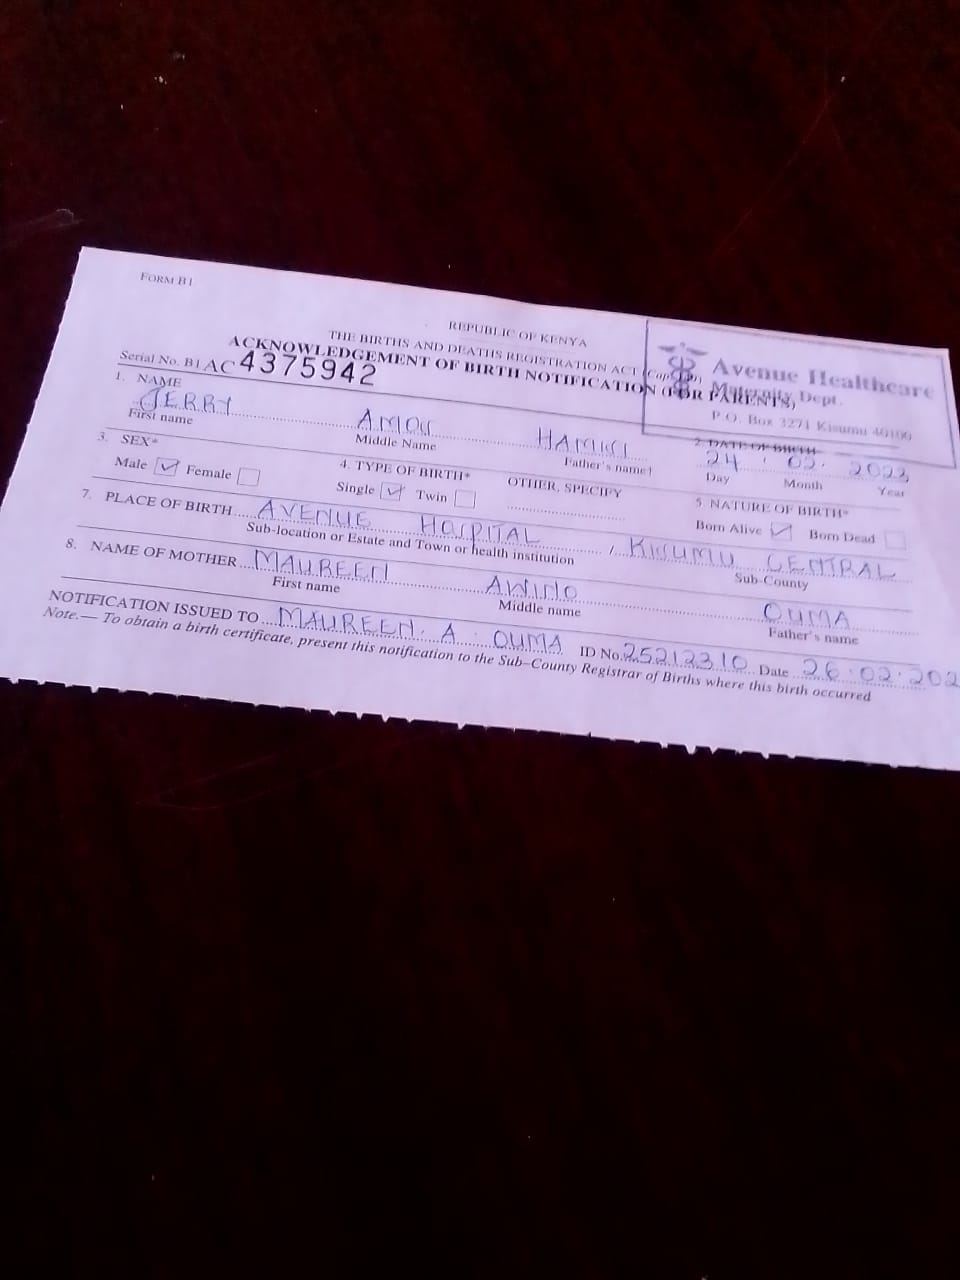 FORM B1
REPUBLIC OF KENYA
THE BIRTHS AND DEATHS REGISTRATION ACT (Cap.
ACKNOWLEDGEMENT OF BIRTH NOTIFICATION (FOR PARENTS)
Avenue Healthcare
Maternity Dept.
P.O. Box 3271 Kisumu 40100
Serial No. B1 AC 4375942
1. NAME
JERRY AMOS HAMISI
First name Middle Name Father's name†
2. DATE OF BIRTH
24 . 02 . 2022
Day Month Year
3. SEX*
Male ✓ Female
4. TYPE OF BIRTH*
Single ✓ Twin
OTHER, SPECIFY
5. NATURE OF BIRTH*
Born Alive ✓ Born Dead
7. PLACE OF BIRTH AVENUE HOSPITAL / KISUMU CENTRAL
Sub-location or Estate and Town or health institution Sub-County
8. NAME OF MOTHER MAUREEN AWINO OUMA
First name Middle name Father's name
NOTIFICATION ISSUED TO MAUREEN . A . OUMA ID No. 25212310 Date 26 . 02 . 202
Note.— To obtain a birth certificate, present this notification to the Sub–County Registrar of Births where this birth occurred